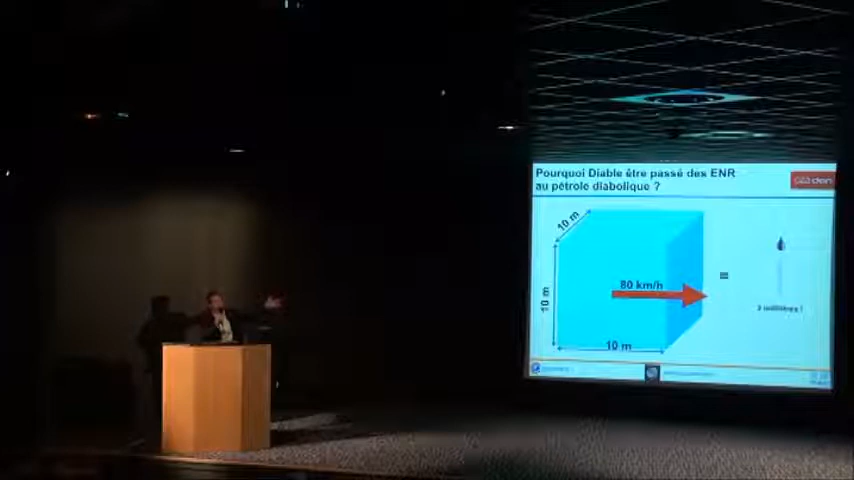 Pourquoi Diable être passé des ENR
au pétrole diabolique ?
10 m
10 m
80 km/h
=
10 m